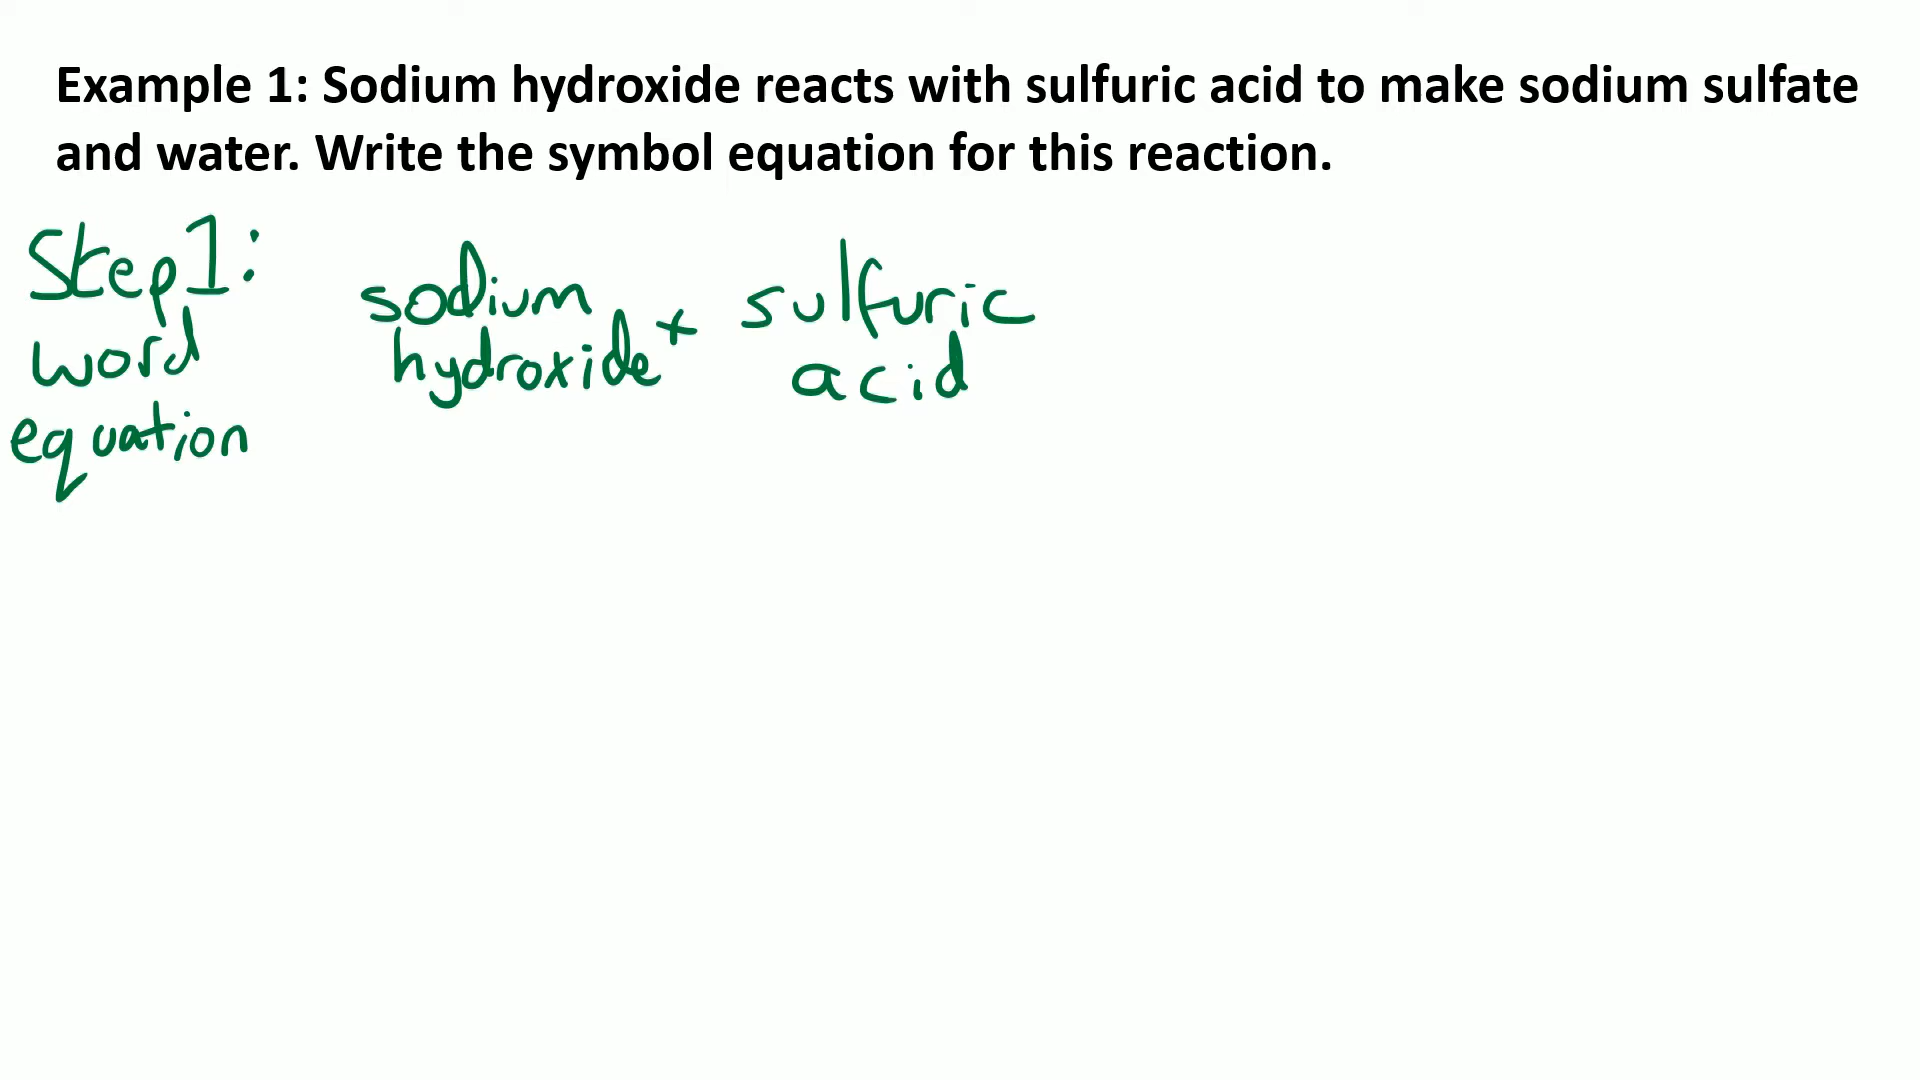 Example 1: Sodium hydroxide reacts with sulfuric acid to make sodium sulfate
and water. Write the symbol equation for this reaction.
Step 1:
word
equation
sodium
hydroxide + sulfuric
acid